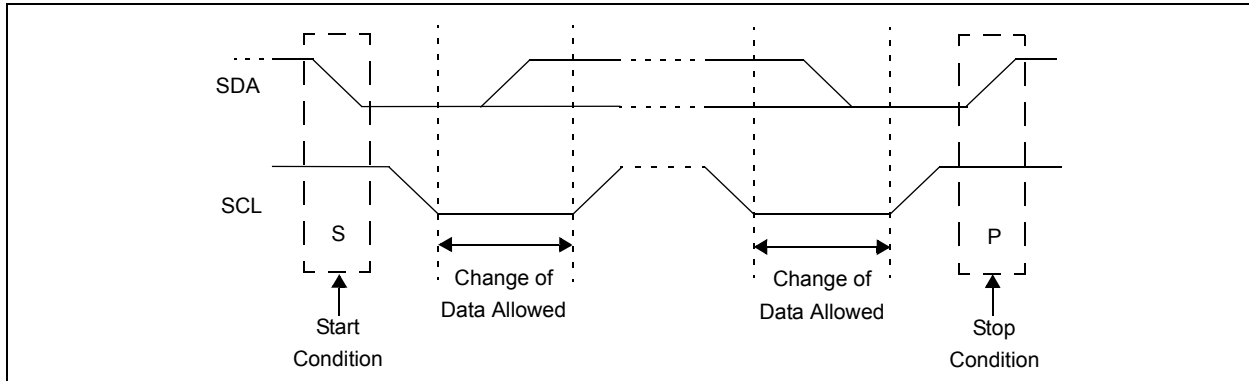 SDA
SCL
S
P
Change of
Data Allowed
Change of
Data Allowed
Start
Condition
Stop
Condition